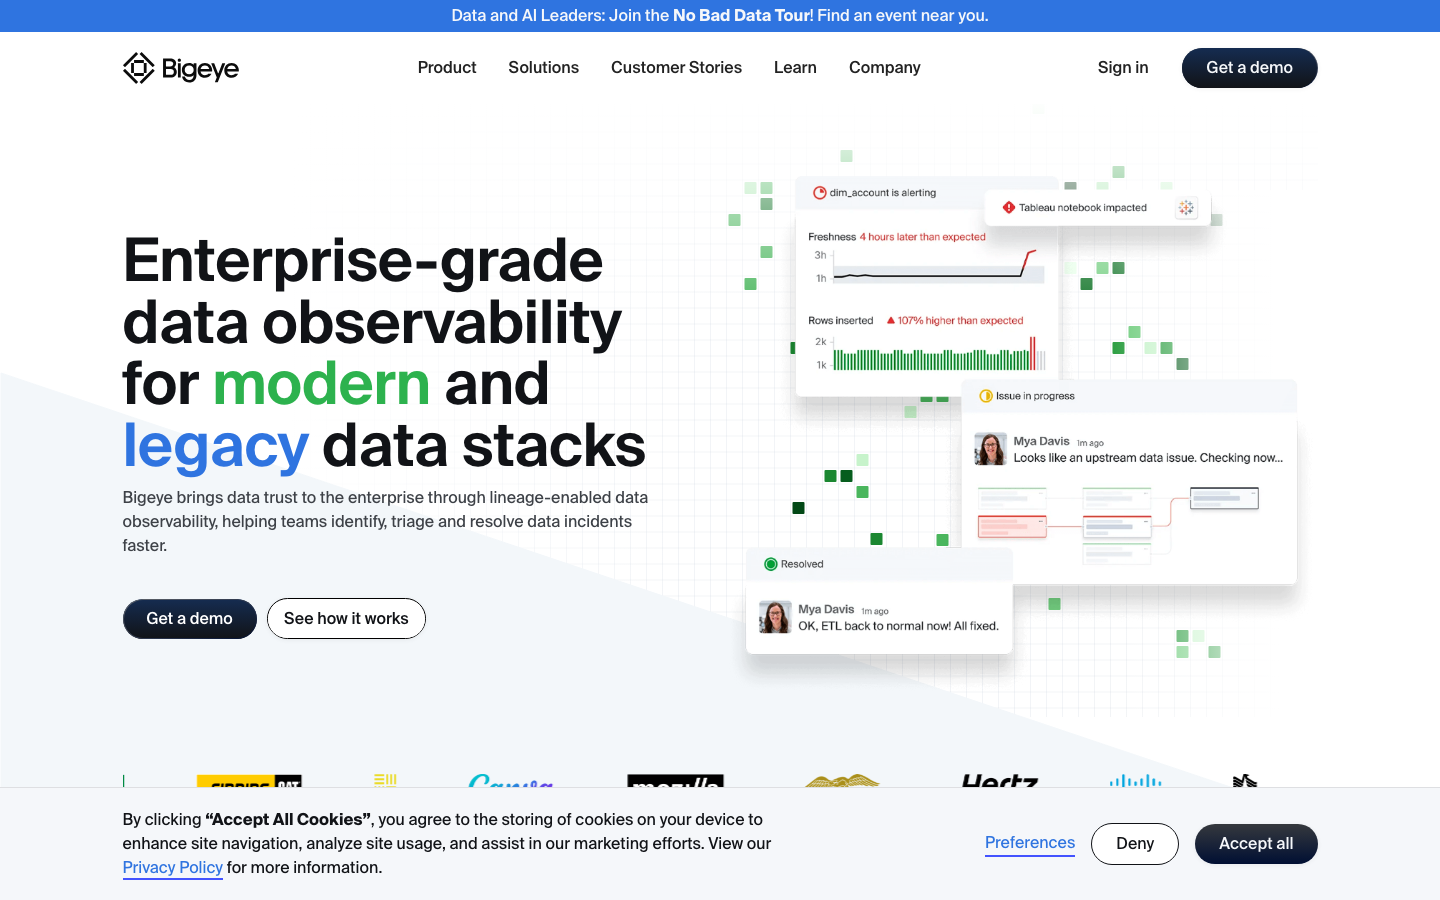 Data and AI Leaders: Join the No Bad Data Tour! Find an event near you.
Bigeye
Product
Solutions
Customer Stories
Learn
Company
Sign in
Get a demo
Enterprise-grade
data observability
for modern and
legacy data stacks
Bigeye brings data trust to the enterprise through lineage-enabled data
observability, helping teams identify, triage and resolve data incidents
faster.
Get a demo
See how it works
dim_account is alerting
Tableau notebook impacted
Freshness 4 hours later than expected
3h
1h
Rows inserted 107% higher than expected
2k
1k
Issue in progress
Mya Davis 1m ago
Looks like an upstream data issue. Checking now...
Resolved
Mya Davis 1m ago
OK, ETL back to normal now! All fixed.
Canva
mozilla
Hertz
By clicking “Accept All Cookies”, you agree to the storing of cookies on your device to
enhance site navigation, analyze site usage, and assist in our marketing efforts. View our
Privacy Policy for more information.
Preferences
Deny
Accept all